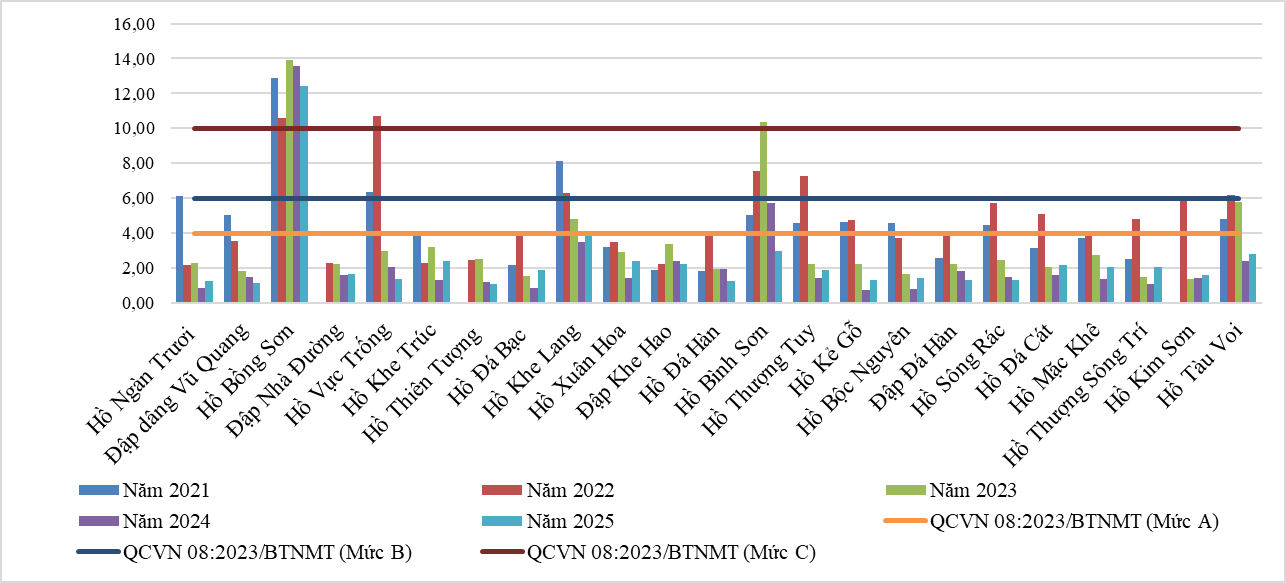 16,00
14,00
12,00
10,00
8,00
6,00
4,00
2,00
0,00
Hồ Ngàn Trươi
Đập dâng Vũ Quang
Hồ Bồng Sơn
Đập Nhà Đường
Hồ Vực Trống
Hồ Khe Trúc
Hồ Thiên Tượng
Hồ Đá Bạc
Hồ Khe Lang
Hồ Xuân Hoa
Đập Khe Hao
Hồ Đá Hàn
Hồ Bình Sơn
Hồ Thượng Tuy
Hồ Kẻ Gỗ
Hồ Bộc Nguyên
Đập Đá Hàn
Hồ Sông Rác
Hồ Đá Cát
Hồ Mạc Khê
Hồ Thượng Sông Trí
Hồ Kim Sơn
Hồ Tàu Voi
Năm 2021
Năm 2022
Năm 2023
Năm 2024
Năm 2025
QCVN 08:2023/BTNMT (Mức A)
QCVN 08:2023/BTNMT (Mức B)
QCVN 08:2023/BTNMT (Mức C)